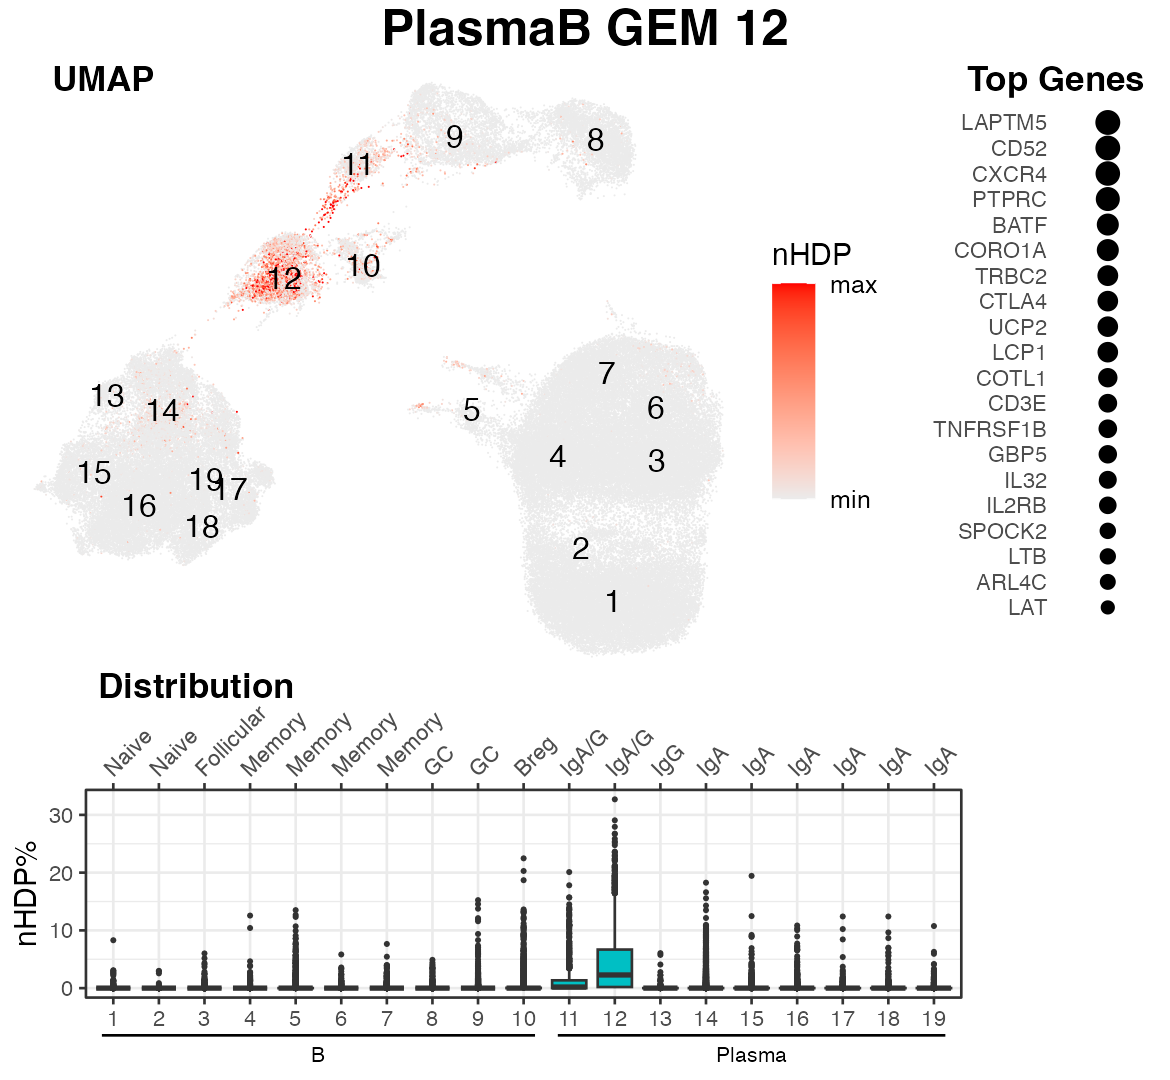 PlasmaB GEM 12
UMAP
Top Genes
9
8
11
12
10
13
14
15
16
19
17
18
5
7
6
4
3
2
1
nHDP
max
min
LAPTM5
CD52
CXCR4
PTPRC
BATF
CORO1A
TRBC2
CTLA4
UCP2
LCP1
COTL1
CD3E
TNFRSF1B
GBP5
IL32
IL2RB
SPOCK2
LTB
ARL4C
LAT
Distribution
Naive
Naive
Follicular
Memory
Memory
Memory
Memory
GC
GC
Breg
IgA/G
IgA/G
IgG
IgA
IgA
IgA
IgA
IgA
IgA
nHDP%
30
20
10
0
1 2 3 4 5 6 7 8 9 10 11 12 13 14 15 16 17 18 19
B Plasma